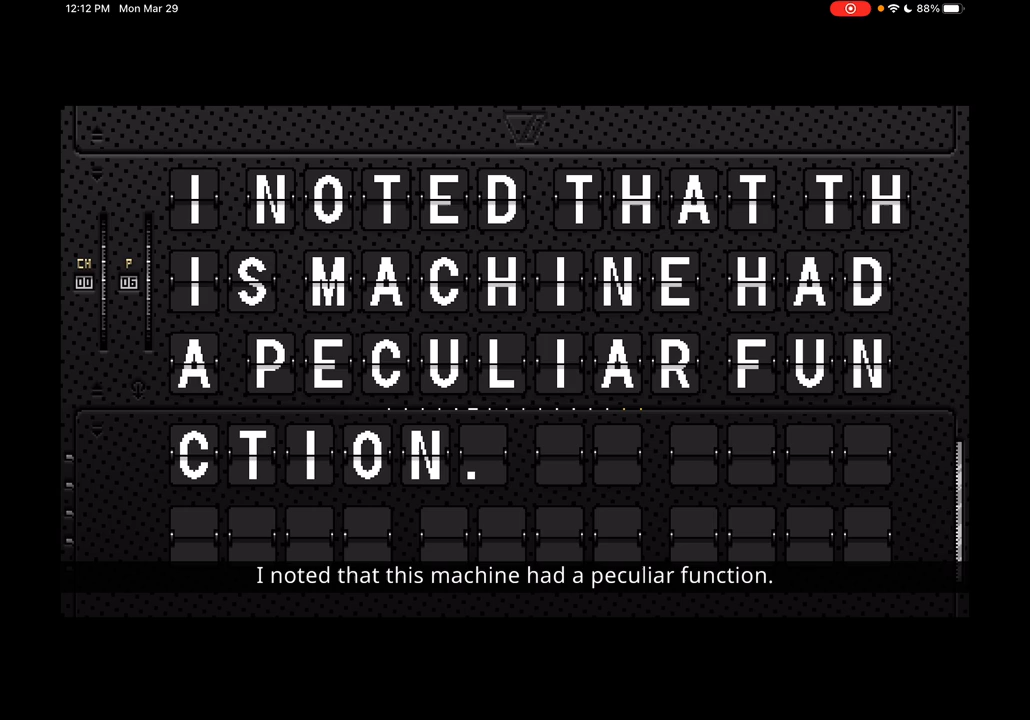 12:12 PM Mon Mar 29
88%
I NOTED THAT TH
CH P
00 06
IS MACHINE HAD
A PECULIAR FUN
CTION.
I noted that this machine had a peculiar function.